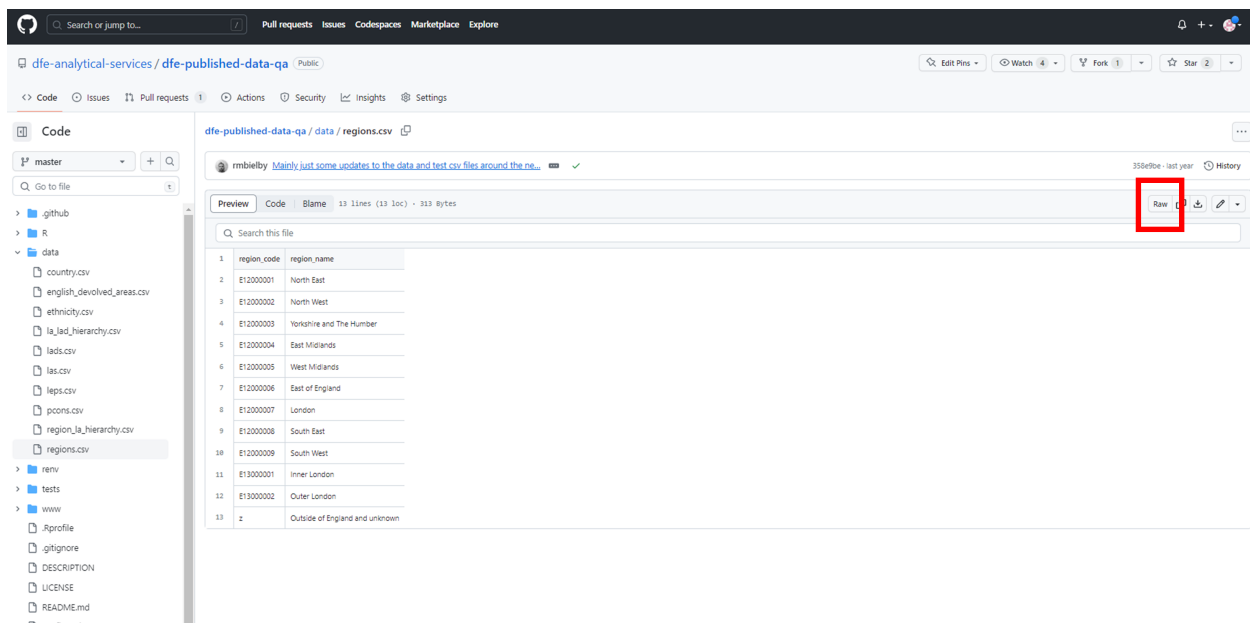 Search or jump to... /
Pull requests Issues Codespaces Marketplace Explore
dfe-analytical-services / dfe-published-data-qa Public
Edit Pins Watch 4 Fork 1 Star 2
Code Issues Pull requests 1 Actions Security Insights Settings
Code
master
Go to file t
.github
R
data
country.csv
english_devolved_areas.csv
ethnicity.csv
la_lad_hierarchy.csv
lads.csv
las.csv
leps.csv
pcons.csv
region_la_hierarchy.csv
regions.csv
renv
tests
www
.Rprofile
.gitignore
DESCRIPTION
LICENSE
README.md
dfe-published-data-qa / data / regions.csv
rmbielby Mainly just some updates to the data and test csv files around the ne... 358e9be · last year History
Preview Code Blame 13 lines (13 loc) · 313 Bytes Raw
Search this file
1 region_code region_name
2 E12000001 North East
3 E12000002 North West
4 E12000003 Yorkshire and The Humber
5 E12000004 East Midlands
6 E12000005 West Midlands
7 E12000006 East of England
8 E12000007 London
9 E12000008 South East
10 E12000009 South West
11 E13000001 Inner London
12 E13000002 Outer London
13 z Outside of England and unknown